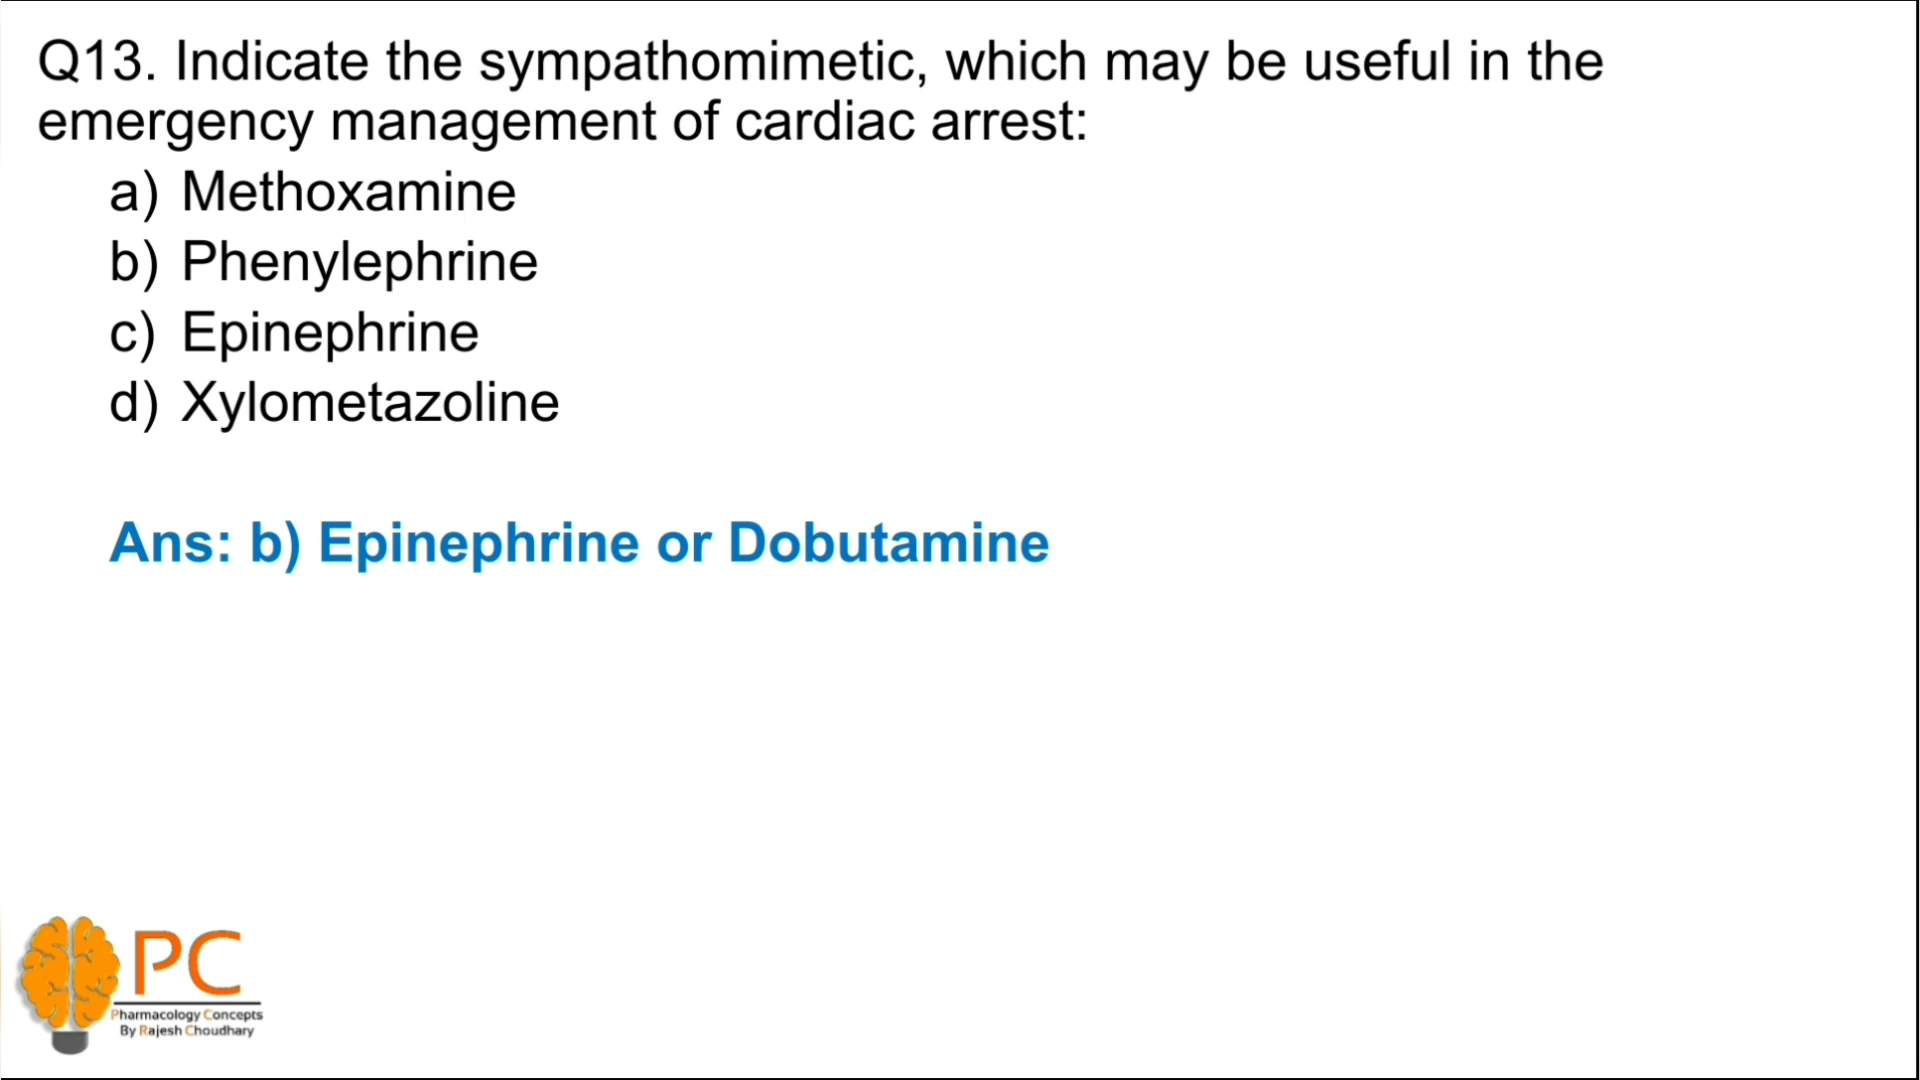 Q13. Indicate the sympathomimetic, which may be useful in the
emergency management of cardiac arrest:
a) Methoxamine
b) Phenylephrine
c) Epinephrine
d) Xylometazoline
Ans: b) Epinephrine or Dobutamine
PC
Pharmacology Concepts
By Rajesh Choudhary